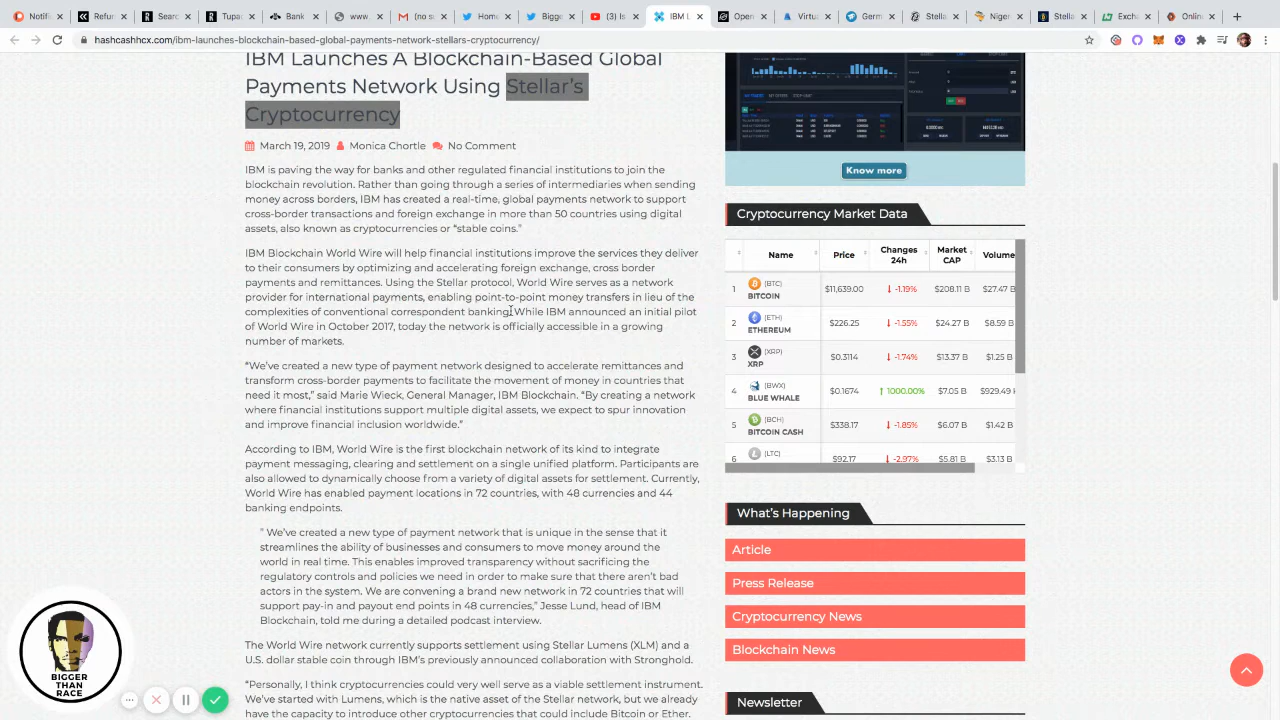 Notific
Refun
Searc
Tupac
Bank
www
(no s
Home
Bigge
(3) Is
IBM L
Open
Virtua
Germ
Stella
Niger
Stella
Excha
Online
hashcashhcx.com/ibm-launches-blockchain-based-global-payments-network-stellars-cryptocurrency/
IBM Launches A Blockchain-Based Global
Payments Network Using Stellar's
Cryptocurrency
March 19, 2019 Monica Chortle No Comment
IBM is paving the way for banks and other regulated financial institutions to join the
blockchain revolution. Rather than going through a series of intermediaries when sending
money across borders, IBM has created a real-time, global payments network to support
cross-border transactions and foreign exchange in more than 50 countries using digital
assets, also known as cryptocurrencies or “stable coins.”
IBM Blockchain World Wire will help financial institutions improve the services they deliver
to their consumers by optimizing and accelerating foreign exchange, cross border
payments and remittances. Using the Stellar protocol, World Wire serves as a network
provider for international payments, enabling point-to-point money transfers in lieu of the
complexities of conventional correspondent banking. While IBM announced an initial pilot
of World Wire in October 2017, today the network is officially accessible in a growing
number of markets.
“We’ve created a new type of payment network designed to accelerate remittances and
transform cross-border payments to facilitate the movement of money in countries that
need it most,” said Marie Wieck, General Manager, IBM Blockchain. “By creating a network
where financial institutions support multiple digital assets, we expect to spur innovation
and improve financial inclusion worldwide.”
According to IBM, World Wire is the first blockchain network of its kind to integrate
payment messaging, clearing and settlement on a single unified platform. Participants are
also allowed to dynamically choose from a variety of digital assets for settlement. Currently,
World Wire has enabled payment locations in 72 countries, with 48 currencies and 44
banking endpoints.
“ We’ve created a new type of payment network that is unique in the sense that it
streamlines the ability of businesses and consumers to move money around the
world in real time. This enables improved transparency without sacrificing the
regulatory controls and policies we need in order to make sure that there aren’t bad
actors in the system. We are convening a brand new network in 72 countries that will
support pay-in and payout end points in 48 currencies,” Jesse Lund, head of IBM
Blockchain, told me during a detailed podcast interview.
The World Wire network currently supports settlement using Stellar Lumens (XLM) and a
U.S. dollar stable coin through IBM’s previously announced collaboration with Stronghold.
“Personally, I think cryptocurrencies could very well serve as a viable settlement instrument.
We’ve started with Lumens, which is the native asset of the Stellar network, but we already
have the capacity to introduce other cryptocurrencies that could include Bitcoin or Ether.
Know more
Cryptocurrency Market Data
Name Price Changes 24h Market CAP Volume
1 (BTC) BITCOIN $11,639.00 ↓ -1.19% $208.11 B $27.47 B
2 (ETH) ETHEREUM $226.25 ↓ -1.55% $24.27 B $8.59 B
3 (XRP) XRP $0.3114 ↓ -1.74% $13.37 B $1.25 B
4 (BWX) BLUE WHALE $0.1674 ↑ 1000.00% $7.05 B $929.49
5 (BCH) BITCOIN CASH $338.17 ↓ -1.85% $6.07 B $1.42 B
6 (LTC) $92.17 ↓ -2.97% $5.81 B $3.13 B
What’s Happening
Article
Press Release
Cryptocurrency News
Blockchain News
Newsletter
BIGGER
THAN
RACE